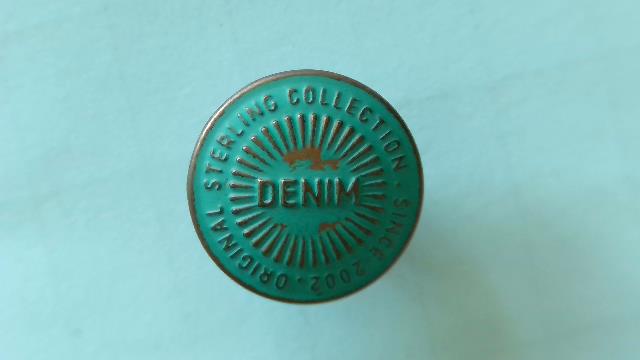 ORIGINAL STERLING COLLECTION . SINCE 2002 .
DENIM